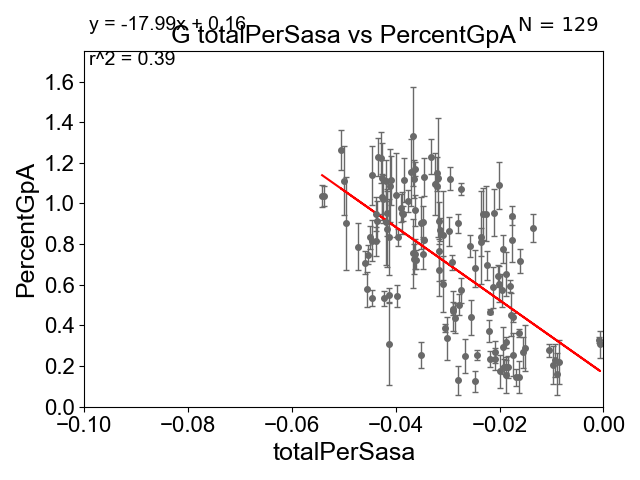 y = -17.99x + 0.16
N = 129
G totalPerSasa vs PercentGpA
r^2 = 0.39
1.6
1.4
1.2
1.0
0.8
0.6
0.4
0.2
0.0
PercentGpA
−0.10 −0.08 −0.06 −0.04 −0.02 0.00
totalPerSasa